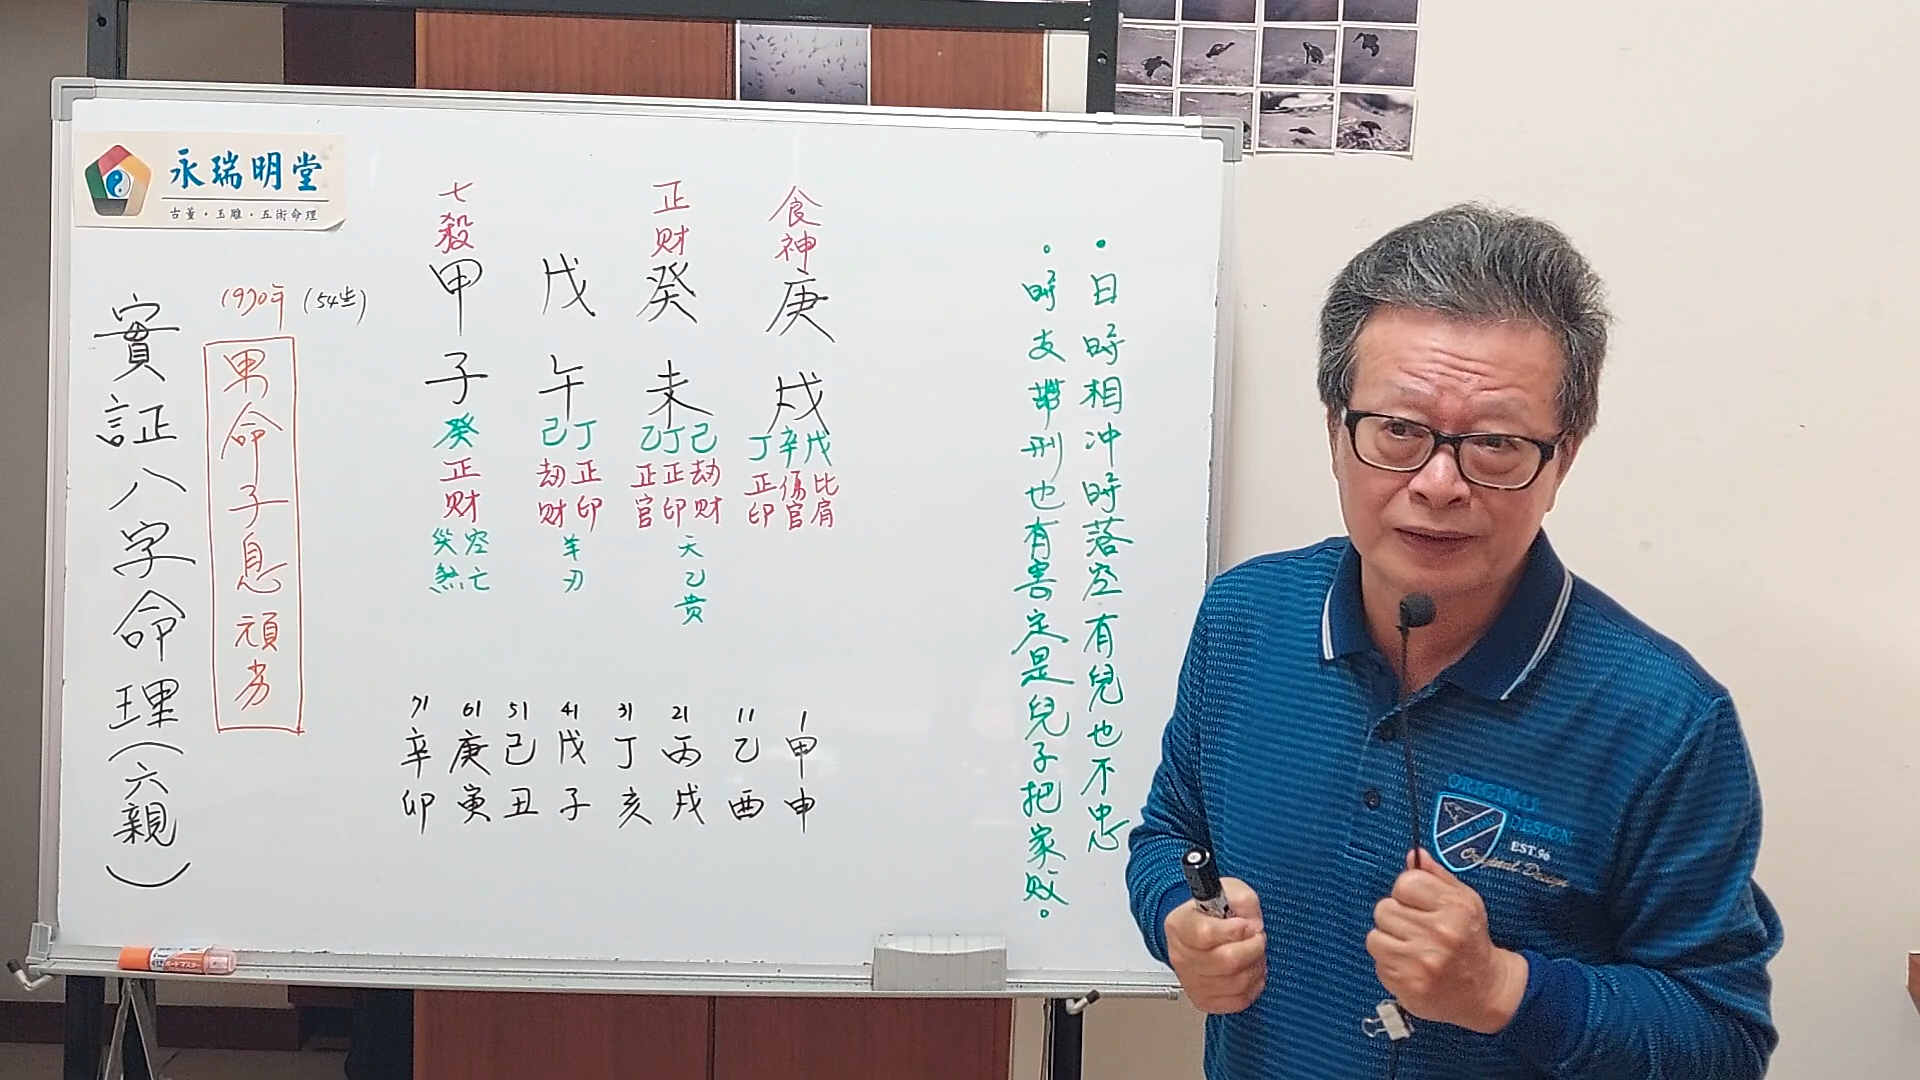 永瑞明堂
古董·玉雕·五術命理
實証八字命理(六親)
1970年(54坐)
男命子息頑劣
七殺 正财 食神
甲 戊 癸 庚
子 午 未 戌
癸 己丁 乙丁己 丁辛戊
正财 劫财 正印 正官 正印 劫财 正印 傷官 比肩
災煞 空亡 羊刃 天乙贵
71 61 51 41 31 21 11 1
辛 庚 己 戊 丁 丙 乙 甲
卯 寅 丑 子 亥 戌 酉 申
·日時相冲時落空有兒也不忠
·時支帶刑也有害定是兒子把家敗。
ORIGINAL
DESIGN
EST.96
Original Design